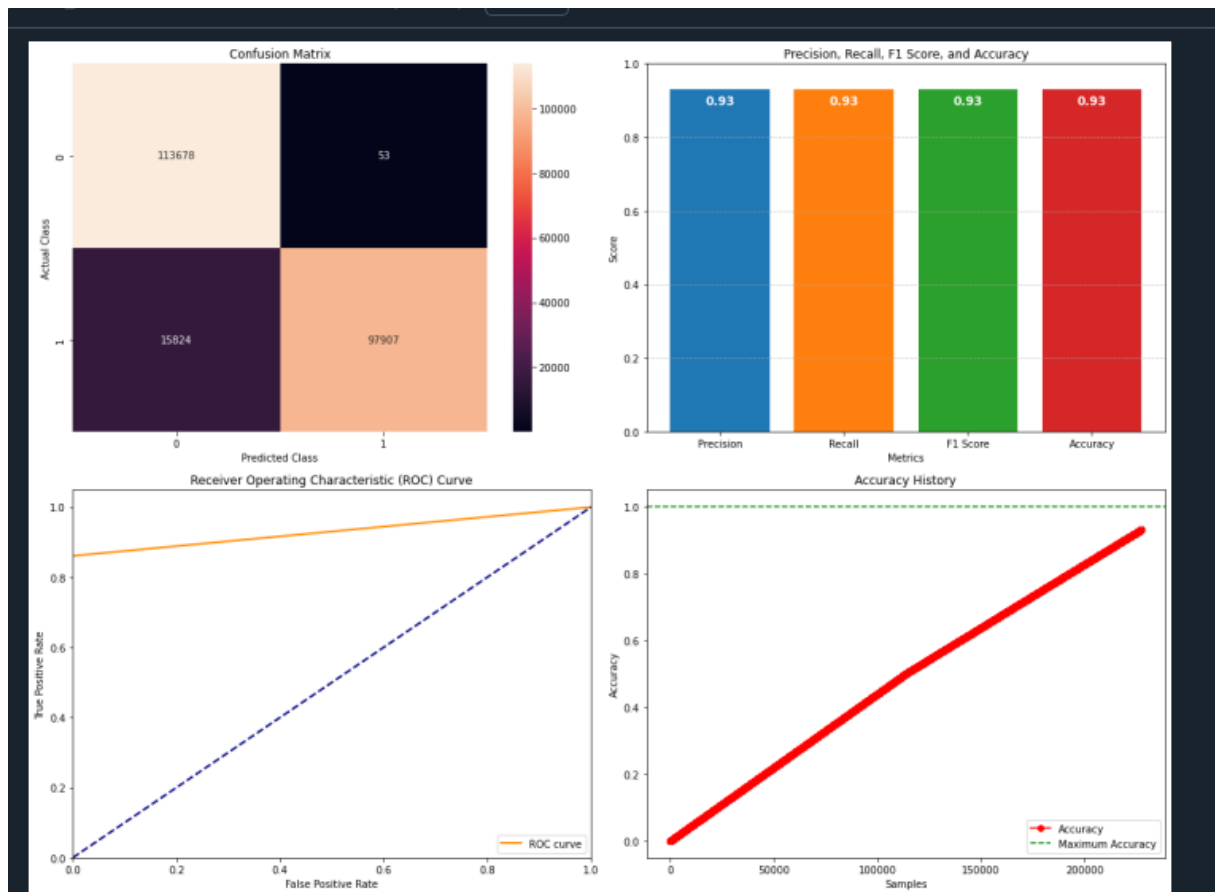 Confusion Matrix
113678
53
15824
97907
0
1
Actual Class
0
1
Predicted Class
100000
80000
60000
40000
20000
Precision, Recall, F1 Score, and Accuracy
1.0
0.8
0.6
0.4
0.2
0.0
Score
0.93
0.93
0.93
0.93
Precision
Recall
F1 Score
Accuracy
Metrics
Receiver Operating Characteristic (ROC) Curve
1.0
0.8
0.6
0.4
0.2
0.0
True Positive Rate
ROC curve
0.0
0.2
0.4
0.6
0.8
1.0
False Positive Rate
Accuracy History
1.0
0.8
0.6
0.4
0.2
0.0
Accuracy
Accuracy
Maximum Accuracy
0
50000
100000
150000
200000
Samples